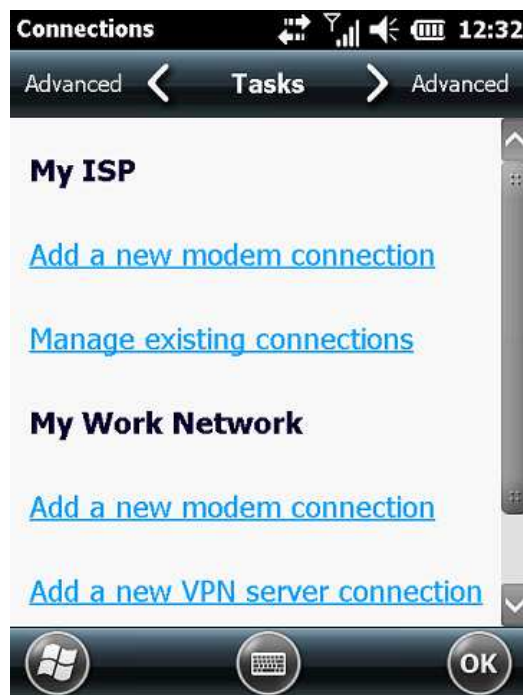 Connections 12:32
Advanced Tasks Advanced
My ISP
Add a new modem connection
Manage existing connections
My Work Network
Add a new modem connection
Add a new VPN server connection
OK